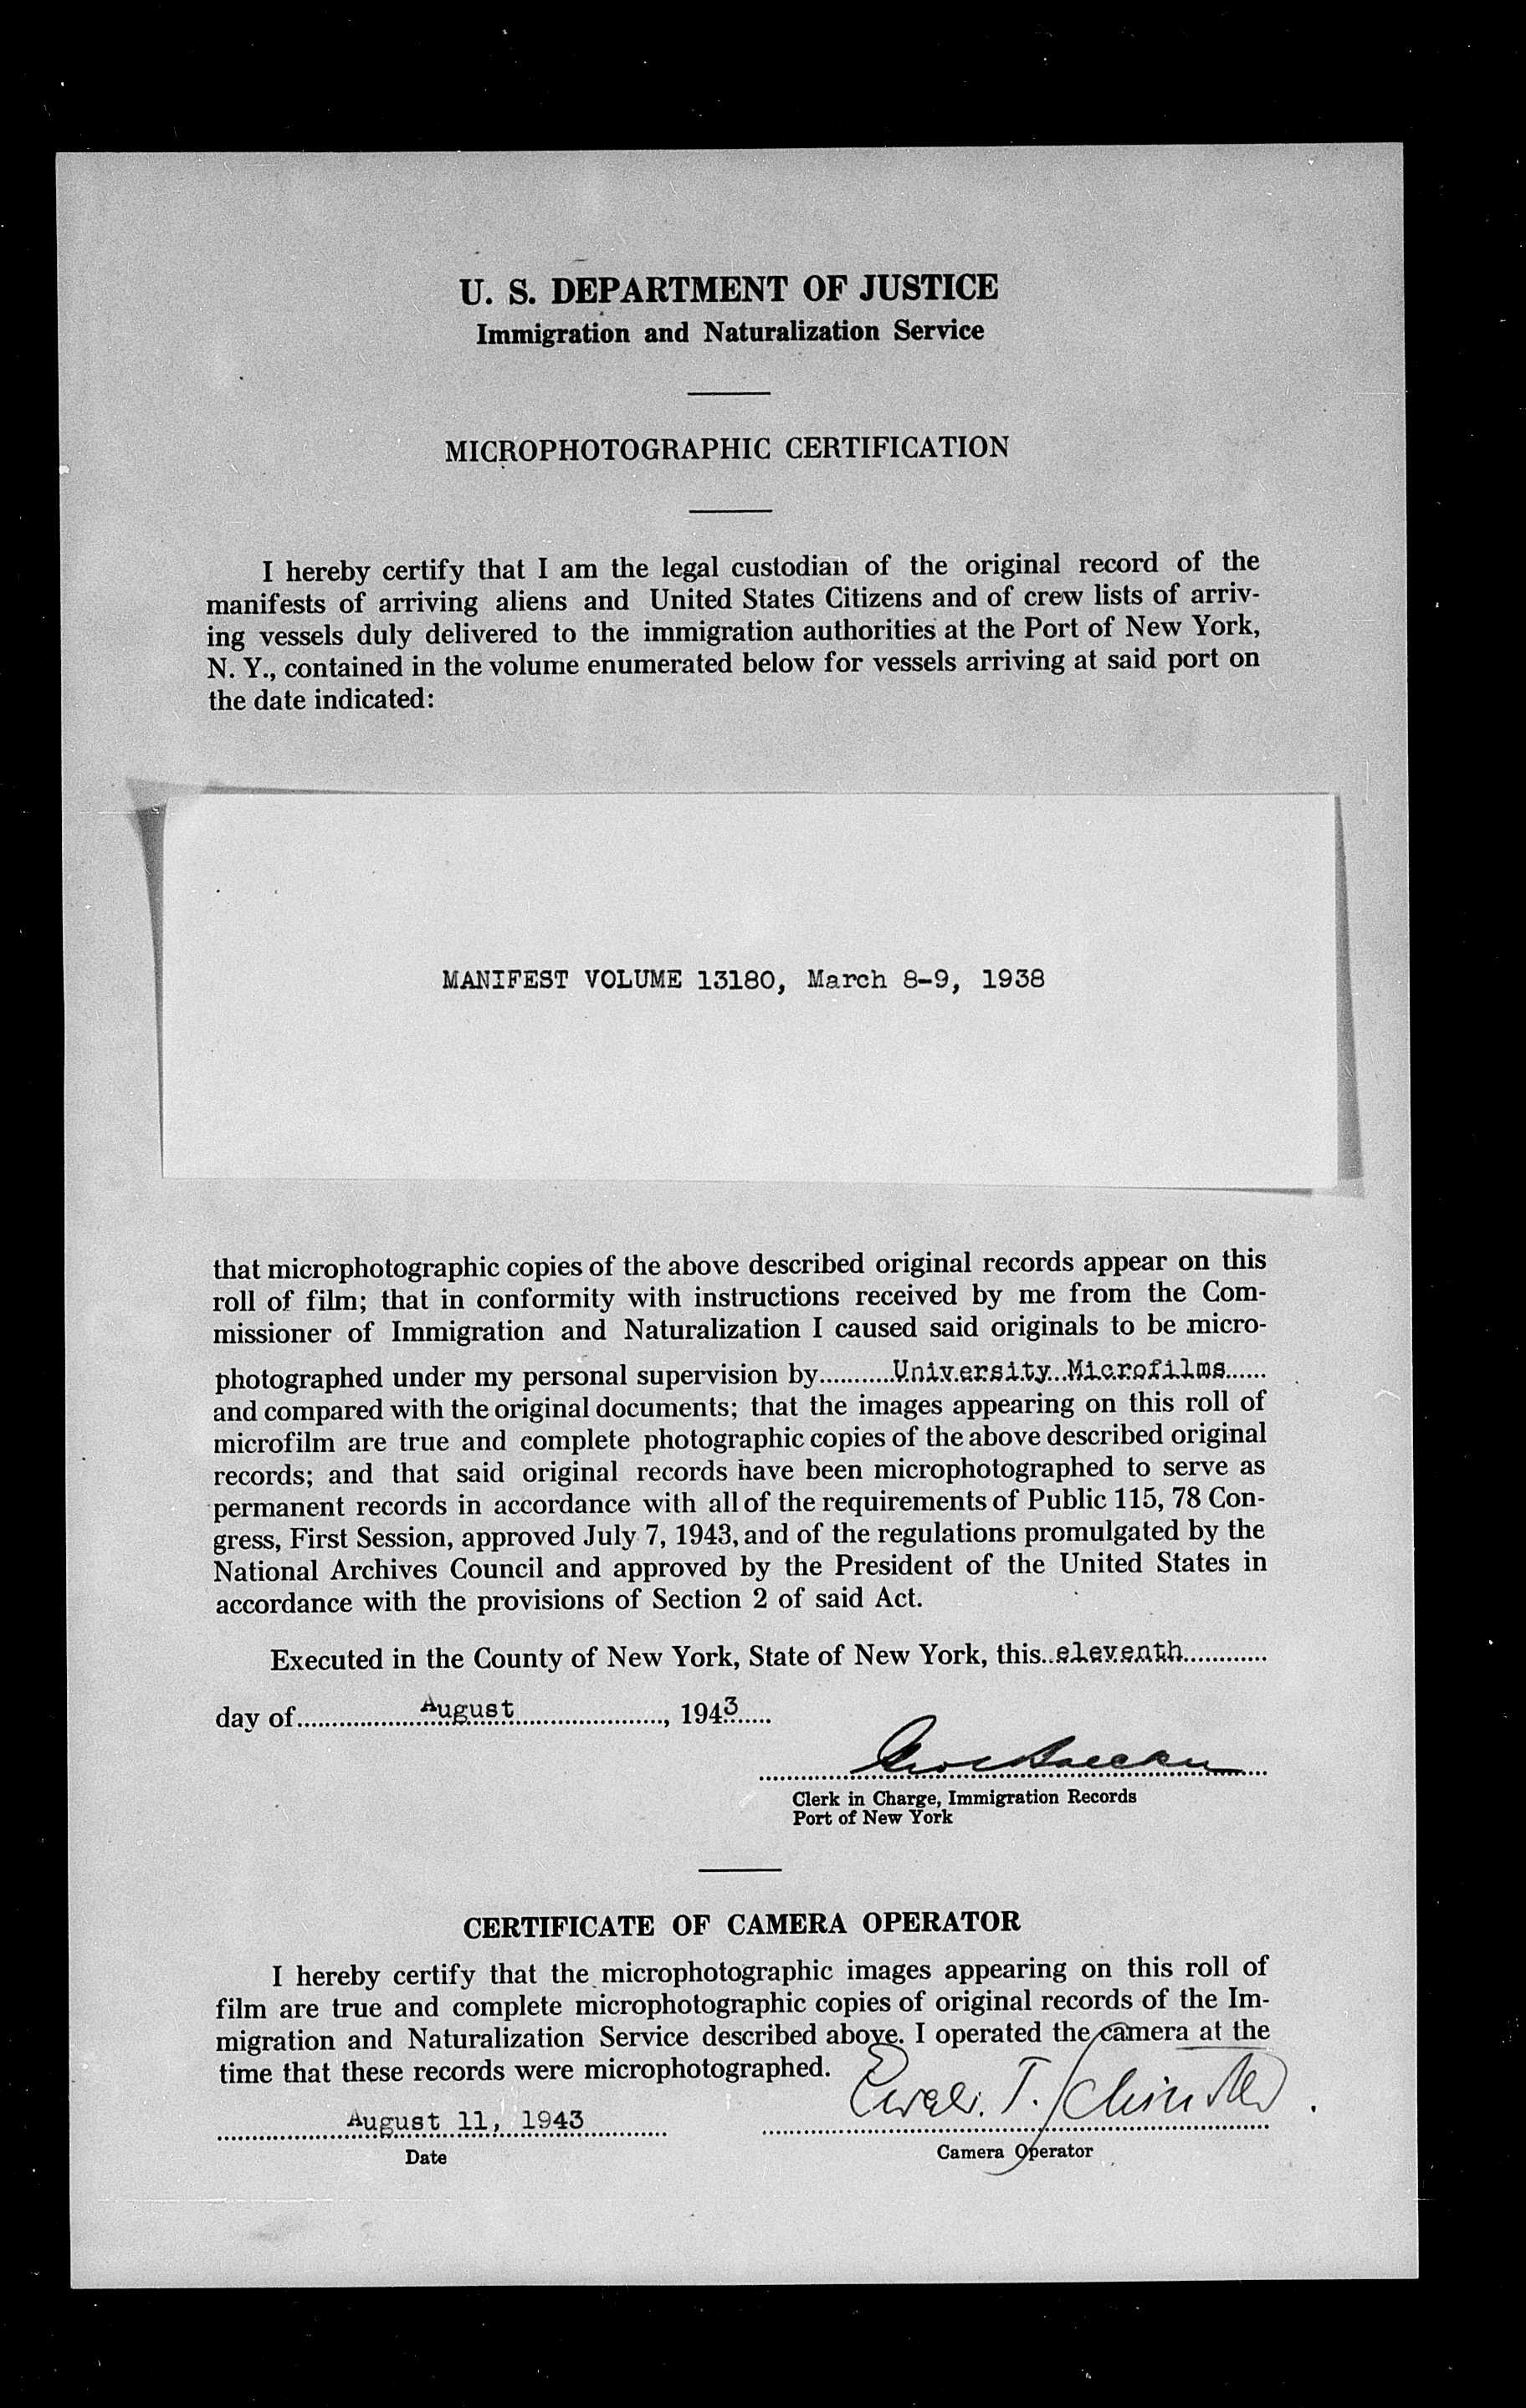 U. S. DEPARTMENT OF JUSTICE
Immigration and Naturalization Service
MICROPHOTOGRAPHIC CERTIFICATION
I hereby certify that I am the legal custodian of the original record of the
manifests of arriving aliens and United States Citizens and of crew lists of arriv-
ing vessels duly delivered to the immigration authorities at the Port of New York,
N. Y., contained in the volume enumerated below for vessels arriving at said port on
the date indicated:
MANIFEST VOLUME 13180, March 8-9, 1938
that microphotographic copies of the above described original records appear on this
roll of film; that in conformity with instructions received by me from the Com-
missioner of Immigration and Naturalization I caused said originals to be micro-
photographed under my personal supervision by University Microfilms
and compared with the original documents; that the images appearing on this roll of
microfilm are true and complete photographic copies of the above described original
records; and that said original records have been microphotographed to serve as
permanent records in accordance with all of the requirements of Public 115, 78 Con-
gress, First Session, approved July 7, 1943, and of the regulations promulgated by the
National Archives Council and approved by the President of the United States in
accordance with the provisions of Section 2 of said Act.
Executed in the County of New York, State of New York, this eleventh
day of August, 1943
Clerk in Charge, Immigration Records
Port of New York
CERTIFICATE OF CAMERA OPERATOR
I hereby certify that the microphotographic images appearing on this roll of
film are true and complete microphotographic copies of original records of the Im-
migration and Naturalization Service described above. I operated the camera at the
time that these records were microphotographed.
August 11, 1943
Date
Camera Operator